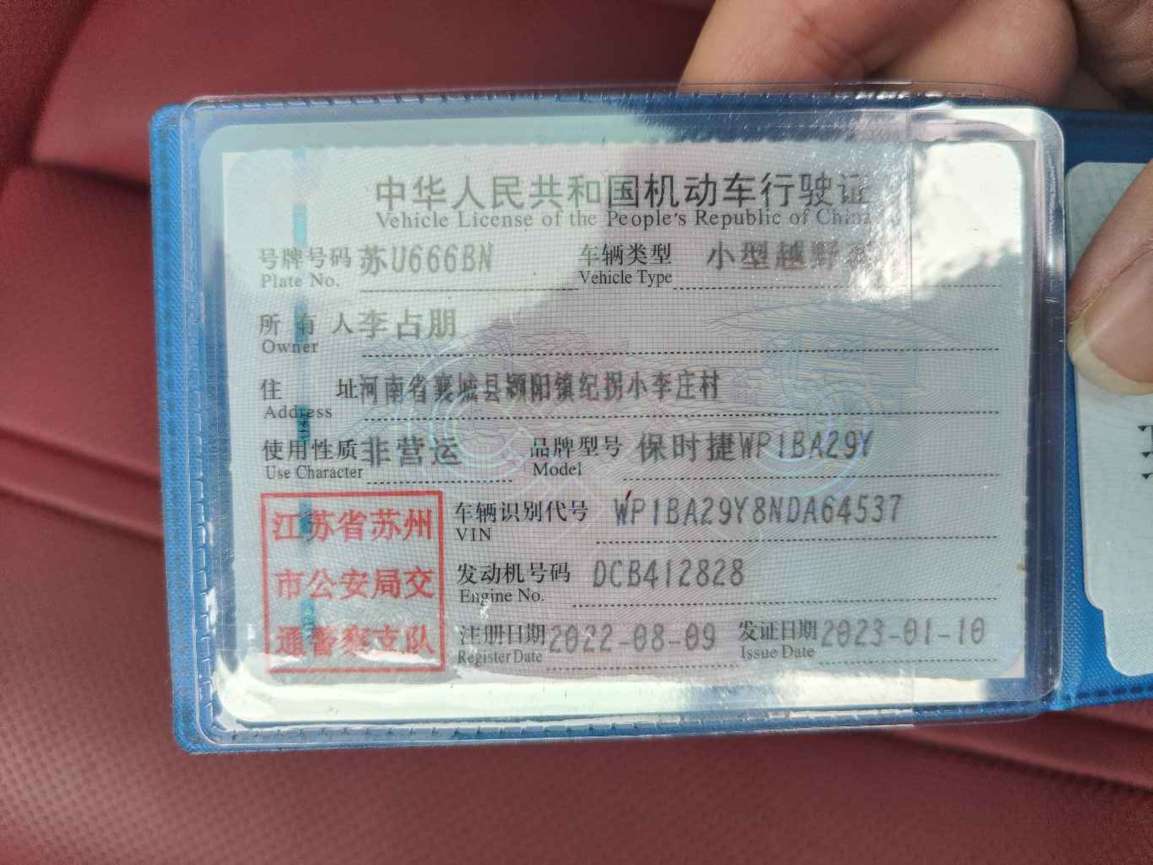 中华人民共和国机动车行驶证
Vehicle License of the People's Republic of China
号牌号码 苏U666BN 车辆类型 小型越野
Plate No. Vehicle Type
所有人 李占朋
Owner
住址 河南省襄城县颍阳镇纪拐小李庄村
Address
使用性质 非营运 品牌型号 保时捷WP1BA29Y
Use Character Model
江苏省苏州
市公安局交
通警察支队
车辆识别代号 WP1BA29Y8NDA64537
VIN
发动机号码 DCB412828
Engine No.
注册日期 2022-08-09 发证日期 2023-01-10
Register Date Issue Date